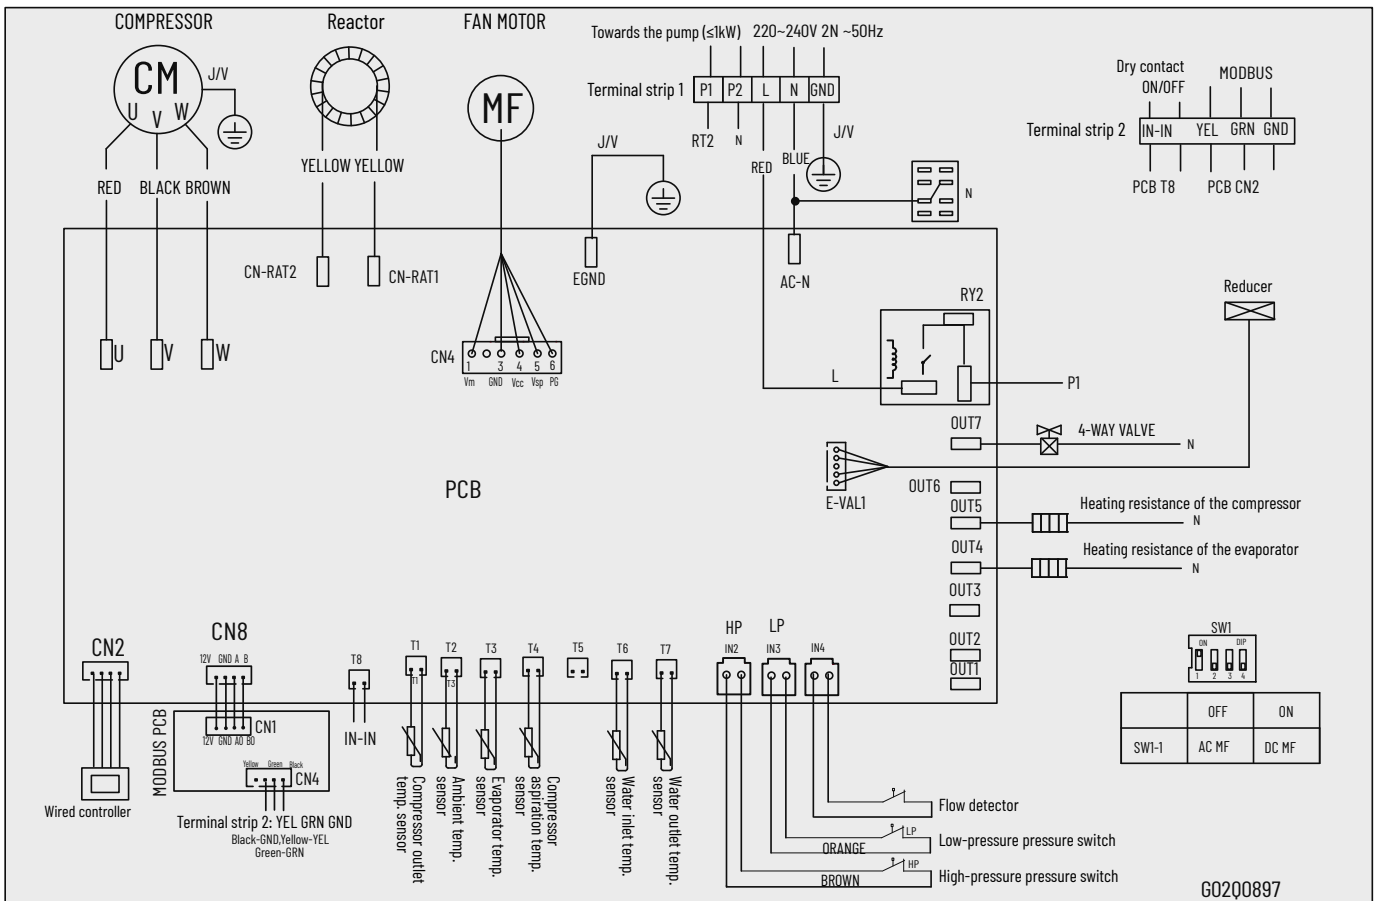 COMPRESSOR
Reactor
FAN MOTOR
Towards the pump (≤1kW)
220~240V 2N ~50Hz
CM
U
V
W
J/V
MF
Terminal strip 1
P1
P2
L
N
GND
RT2
N
J/V
RED
BLUE
Dry contact
ON/OFF
MODBUS
Terminal strip 2
IN-IN
YEL
GRN
GND
PCB T8
PCB CN2
RED
BLACK
BROWN
YELLOW
YELLOW
J/V
N
CN-RAT2
CN-RAT1
EGND
AC-N
U
V
W
CN4
1
3
4
5
6
Vm
GND
Vcc
Vsp
PG
RY2
L
P1
Reducer
OUT7
4-WAY VALVE
N
E-VAL1
OUT6
OUT5
Heating resistance of the compressor
N
OUT4
Heating resistance of the evaporator
N
OUT3
OUT2
OUT1
PCB
CN2
Wired controller
CN8
12V GND A B
MODBUS PCB
CN1
12V GND A0 B0
Yellow
Green
Black
CN4
Terminal strip 2: YEL GRN GND
Black-GND,Yellow-YEL
Green-GRN
T8
IN-IN
T1
T1
Compressor outlet
temp. sensor
T2
T3
Ambient temp.
sensor
T3
Evaporator temp.
sensor
T4
Compressor
aspiration temp.
sensor
T5
T6
Water inlet temp.
sensor
T7
Water outlet temp.
sensor
HP
IN2
LP
IN3
IN4
Flow detector
LP
Low-pressure pressure switch
ORANGE
HP
High-pressure pressure switch
BROWN
SW1
ON
DIP
1
2
3
4
OFF
ON
SW1-1
AC MF
DC MF
G02Q0897